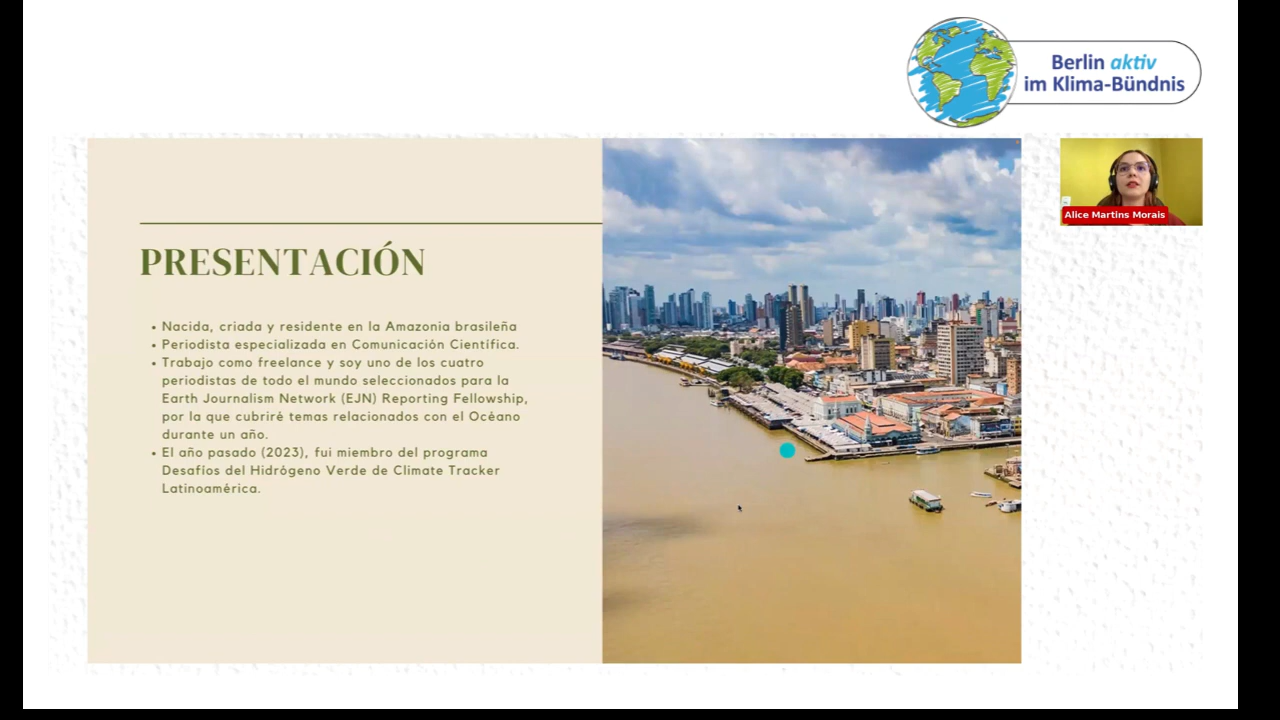 Berlin aktiv
im Klima-Bündnis
PRESENTACIÓN
• Nacida, criada y residente en la Amazonia brasileña
• Periodista especializada en Comunicación Científica.
• Trabajo como freelance y soy uno de los cuatro
periodistas de todo el mundo seleccionados para la
Earth Journalism Network (EJN) Reporting Fellowship,
por la que cubriré temas relacionados con el Océano
durante un año.
• El año pasado (2023), fui miembro del programa
Desafíos del Hidrógeno Verde de Climate Tracker
Latinoamérica.
Alice Martins Morais